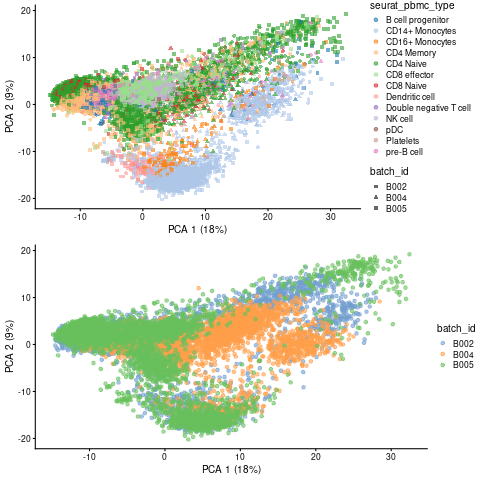 seurat_pbmc_type
B cell progenitor
CD14+ Monocytes
CD16+ Monocytes
CD4 Memory
CD4 Naive
CD8 effector
CD8 Naive
Dendritic cell
Double negative T cell
NK cell
pDC
Platelets
pre-B cell
batch_id
B002
B004
B005
20
10
0
-10
-20
PCA 2 (9%)
-10 0 10 20 30
PCA 1 (18%)
20
10
0
-10
-20
PCA 2 (9%)
batch_id
B002
B004
B005
-10 0 10 20 30
PCA 1 (18%)